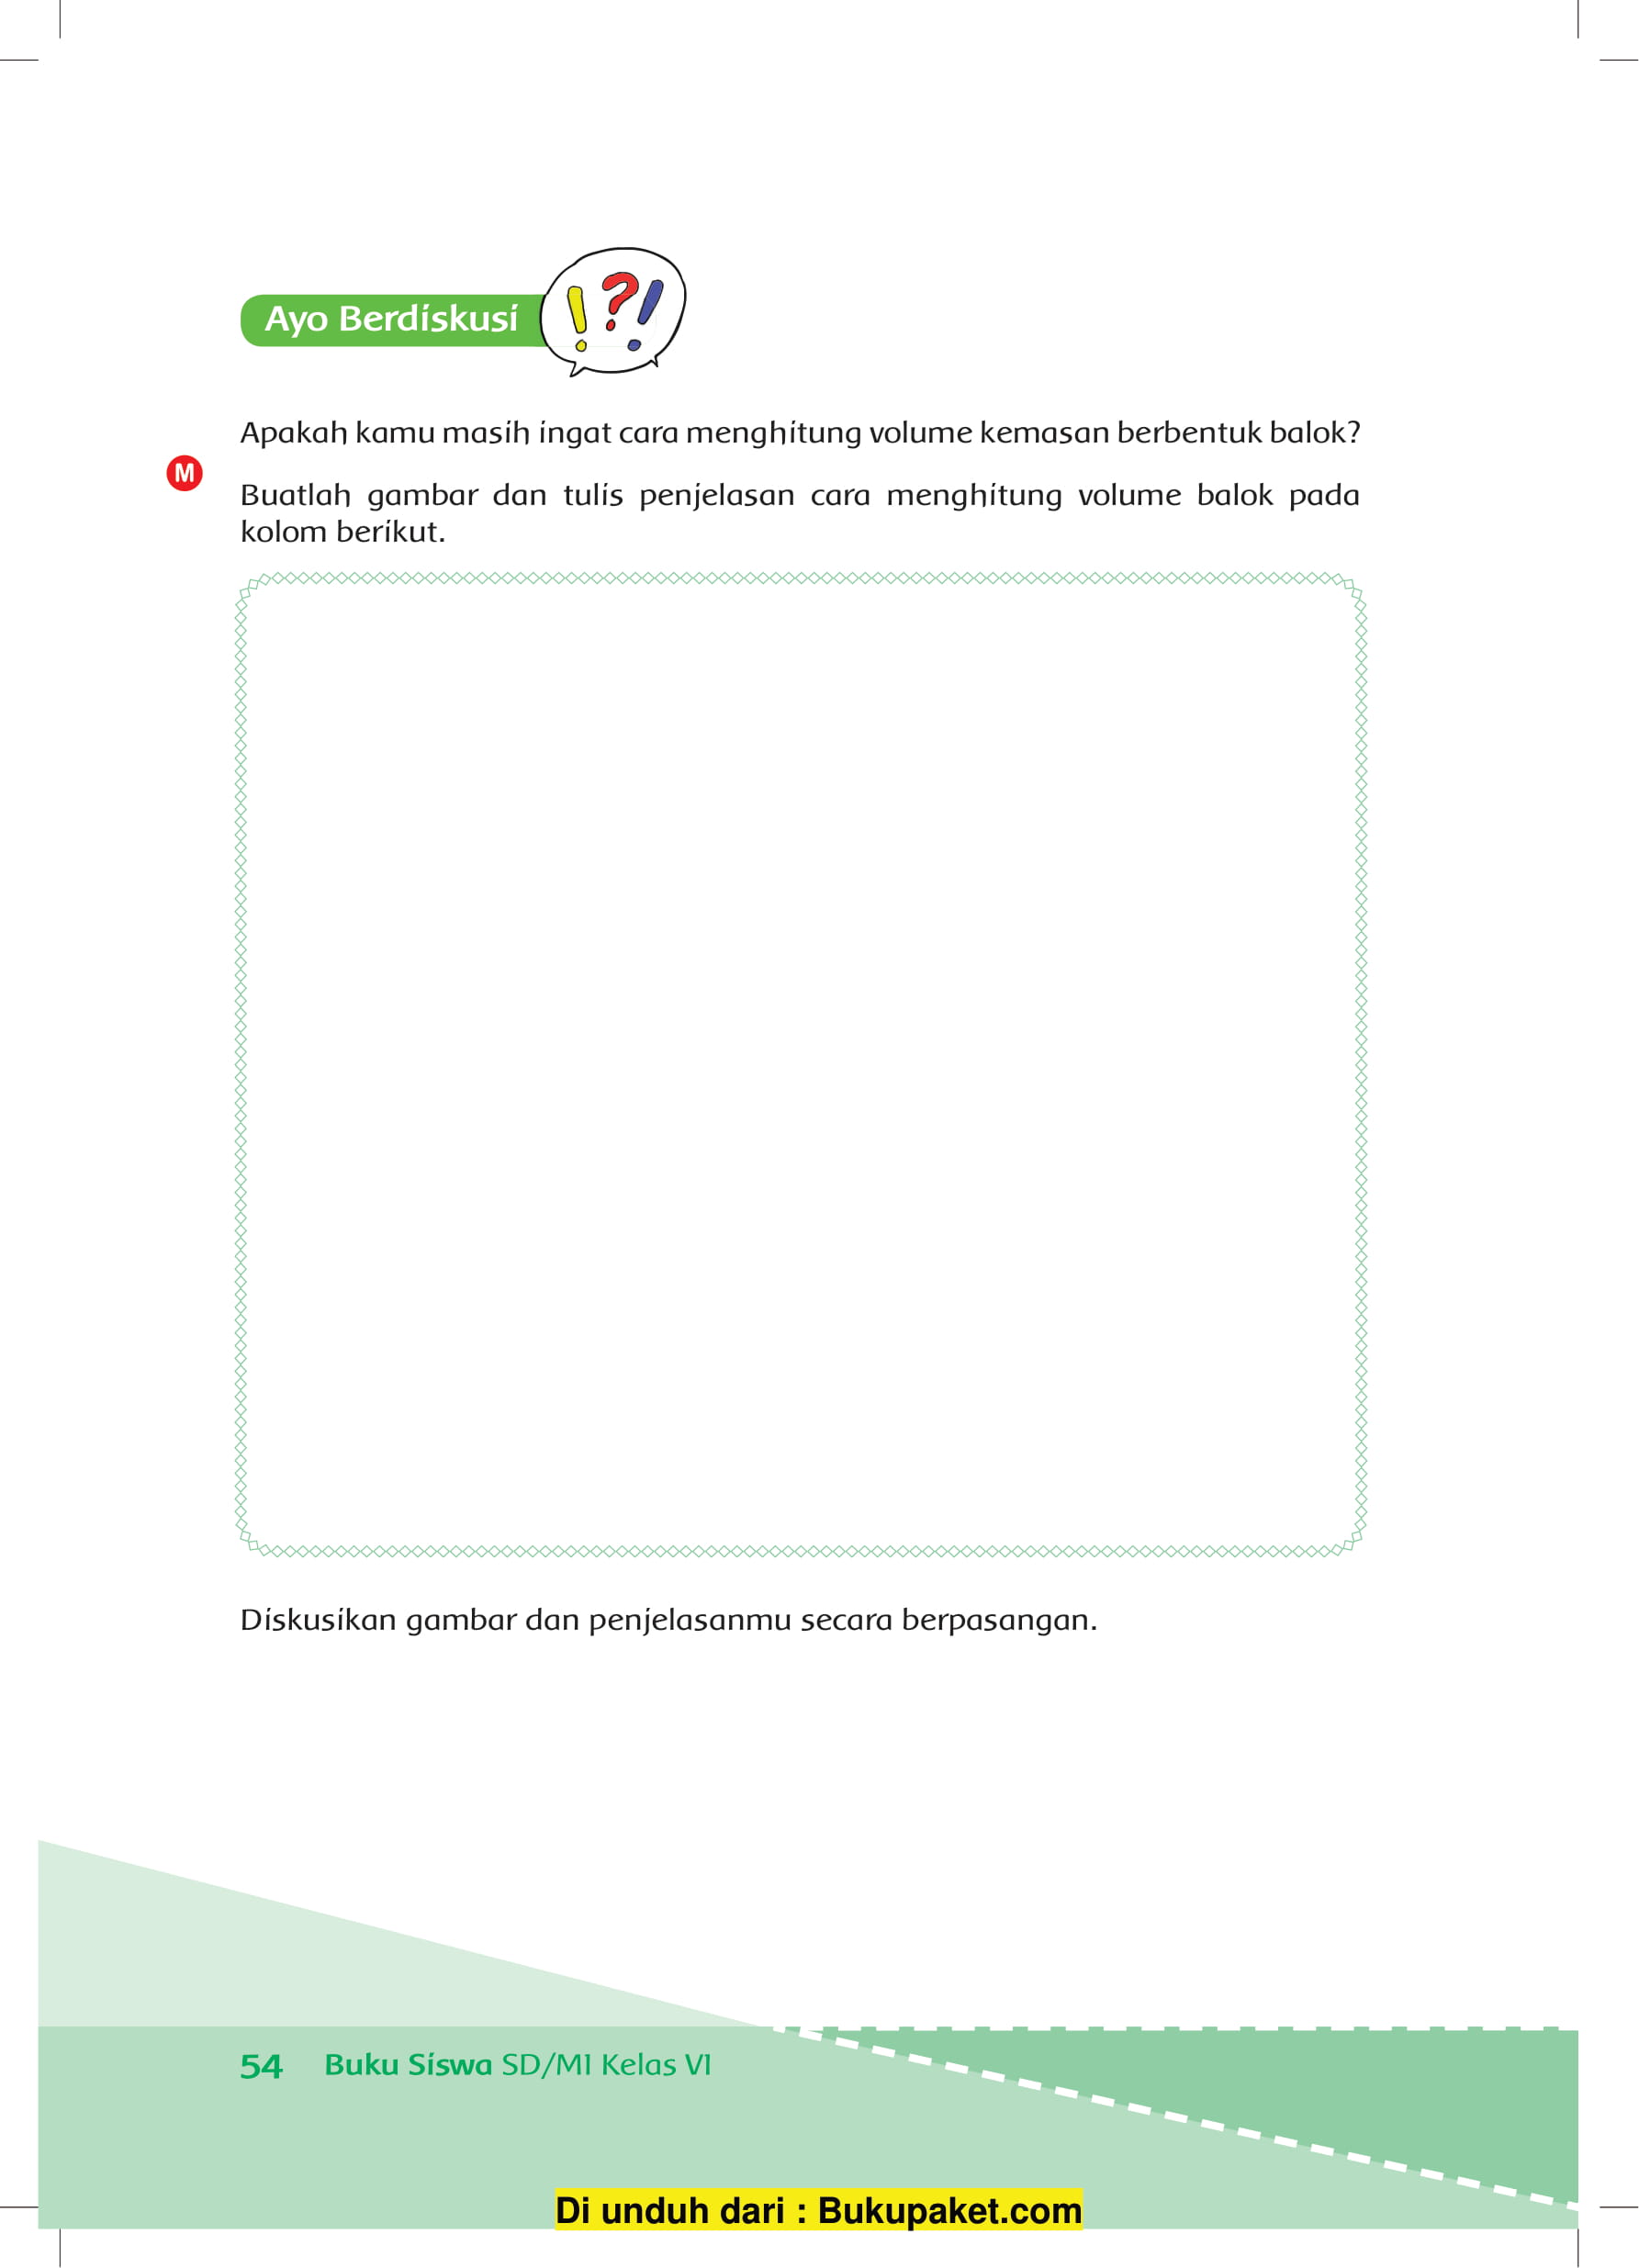 Ayo Berdiskusi
Apakah kamu masih ingat cara menghitung volume kemasan berbentuk balok?
M
Buatlah gambar dan tulis penjelasan cara menghitung volume balok pada
kolom berikut.
Diskusikan gambar dan penjelasanmu secara berpasangan.
54 Buku Siswa SD/MI Kelas VI
Di unduh dari : Bukupaket.com